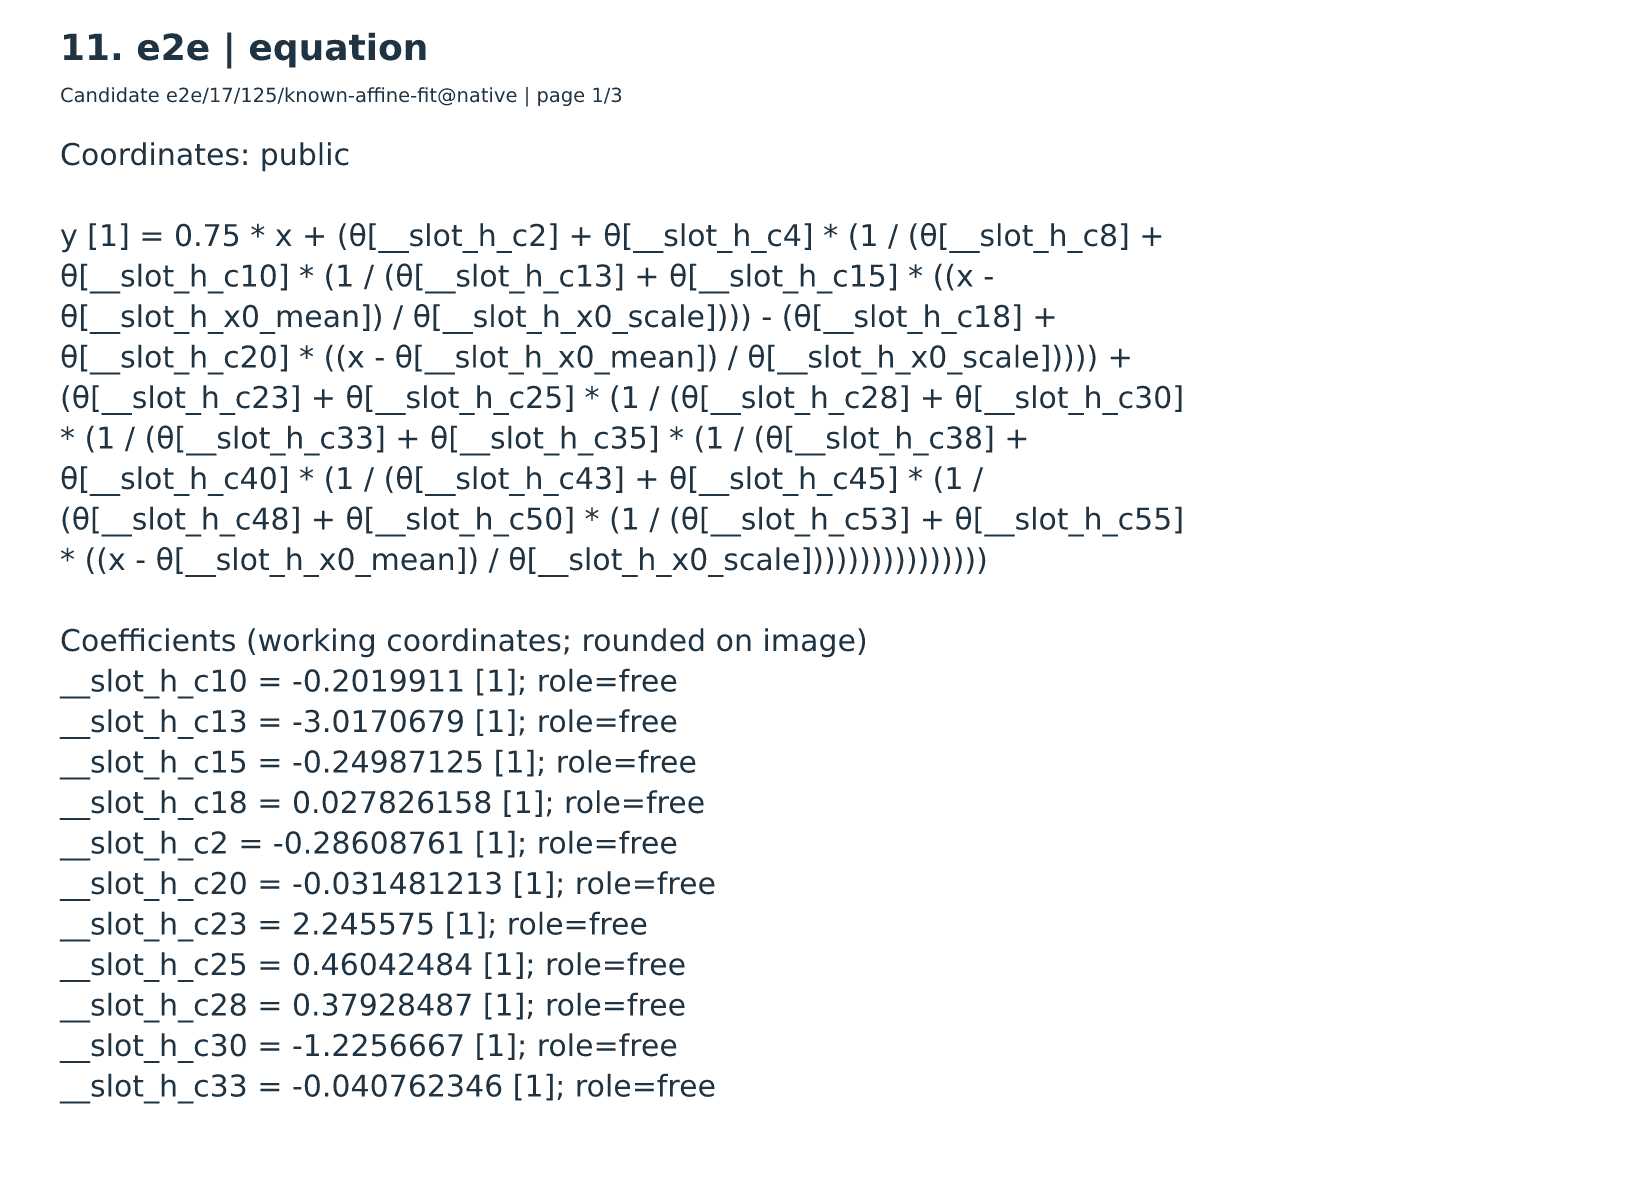 11. e2e | equation
Candidate e2e/17/125/known-affine-fit@native | page 1/3
Coordinates: public
y [1] = 0.75 * x + (θ[__slot_h_c2] + θ[__slot_h_c4] * (1 / (θ[__slot_h_c8] +
θ[__slot_h_c10] * (1 / (θ[__slot_h_c13] + θ[__slot_h_c15] * ((x -
θ[__slot_h_x0_mean]) / θ[__slot_h_x0_scale]))) - (θ[__slot_h_c18] +
θ[__slot_h_c20] * ((x - θ[__slot_h_x0_mean]) / θ[__slot_h_x0_scale])))) +
(θ[__slot_h_c23] + θ[__slot_h_c25] * (1 / (θ[__slot_h_c28] + θ[__slot_h_c30]
* (1 / (θ[__slot_h_c33] + θ[__slot_h_c35] * (1 / (θ[__slot_h_c38] +
θ[__slot_h_c40] * (1 / (θ[__slot_h_c43] + θ[__slot_h_c45] * (1 /
(θ[__slot_h_c48] + θ[__slot_h_c50] * (1 / (θ[__slot_h_c53] + θ[__slot_h_c55]
* ((x - θ[__slot_h_x0_mean]) / θ[__slot_h_x0_scale])))))))))))))))
Coefficients (working coordinates; rounded on image)
__slot_h_c10 = -0.2019911 [1]; role=free
__slot_h_c13 = -3.0170679 [1]; role=free
__slot_h_c15 = -0.24987125 [1]; role=free
__slot_h_c18 = 0.027826158 [1]; role=free
__slot_h_c2 = -0.28608761 [1]; role=free
__slot_h_c20 = -0.031481213 [1]; role=free
__slot_h_c23 = 2.245575 [1]; role=free
__slot_h_c25 = 0.46042484 [1]; role=free
__slot_h_c28 = 0.37928487 [1]; role=free
__slot_h_c30 = -1.2256667 [1]; role=free
__slot_h_c33 = -0.040762346 [1]; role=free